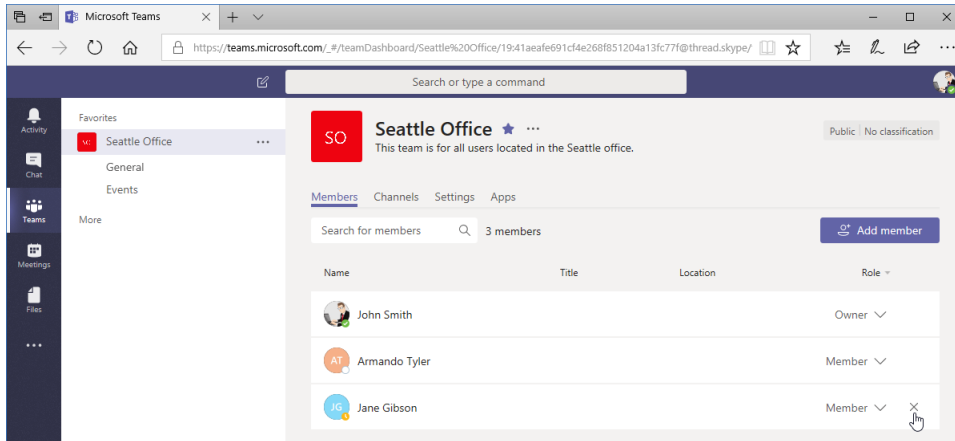 Microsoft Teams
https://teams.microsoft.com/_#/teamDashboard/Seattle%20Office/19:41aeafe691cf4e268f851204a13fc77f@thread.skype/
Search or type a command
Activity
Chat
Teams
Meetings
Files
Favorites
SO Seattle Office
General
Events
More
SO Seattle Office
This team is for all users located in the Seattle office.
Public No classification
Members Channels Settings Apps
Search for members 3 members Add member
Name Title Location Role
John Smith Owner
AT Armando Tyler Member
JG Jane Gibson Member